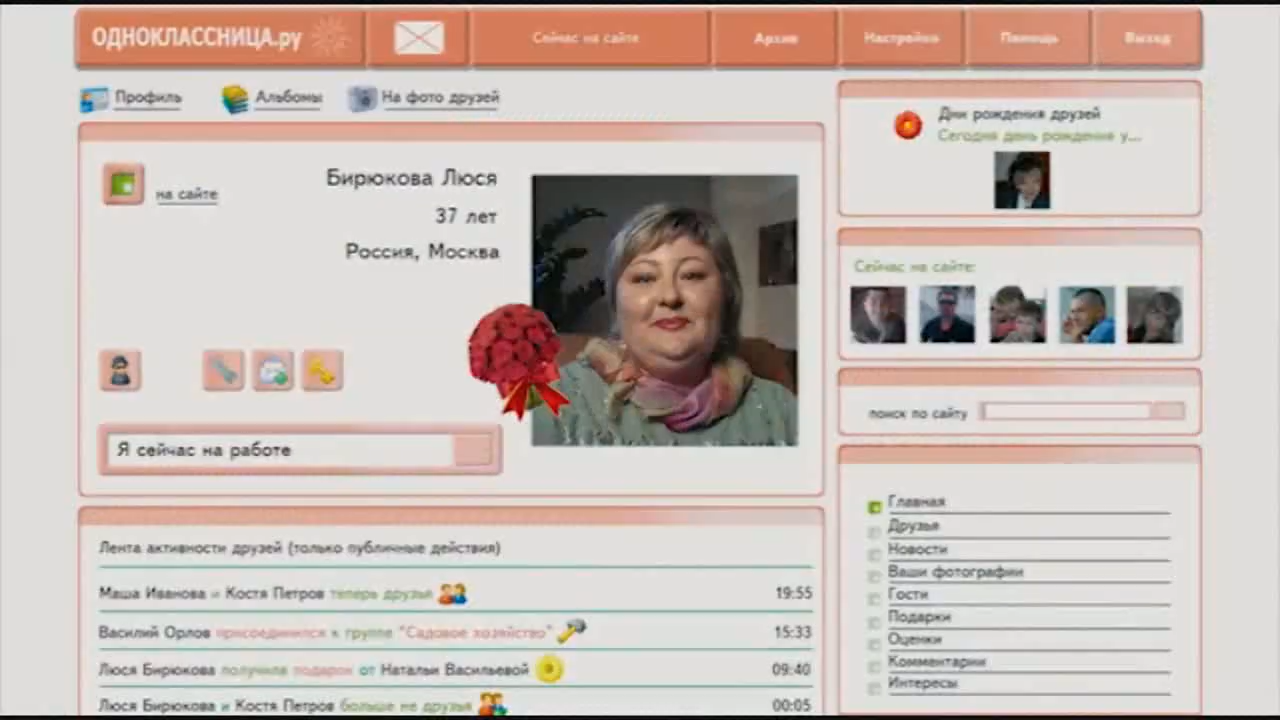 ОДНОКЛАССНИЦА.ру
Сейчас на сайте
Архив
Настройки
Помощь
Выход
Профиль
Альбомы
На фото друзей
на сайте
Бирюкова Люся
37 лет
Россия, Москва
Я сейчас на работе
Лента активности друзей (только публичные действия)
Маша Иванова и Костя Петров теперь друзья 19:55
Василий Орлов присоединился к группе "Садовое хозяйство" 15:33
Люся Бирюкова получила подарок от Натальи Васильевой 09:40
Люся Бирюкова и Костя Петров больше не друзья 00:05
Дни рождения друзей
Сегодня день рождения у...
Сейчас на сайте:
поиск по сайту
Главная
Друзья
Новости
Ваши фотографии
Гости
Подарки
Оценки
Комментарии
Интересы